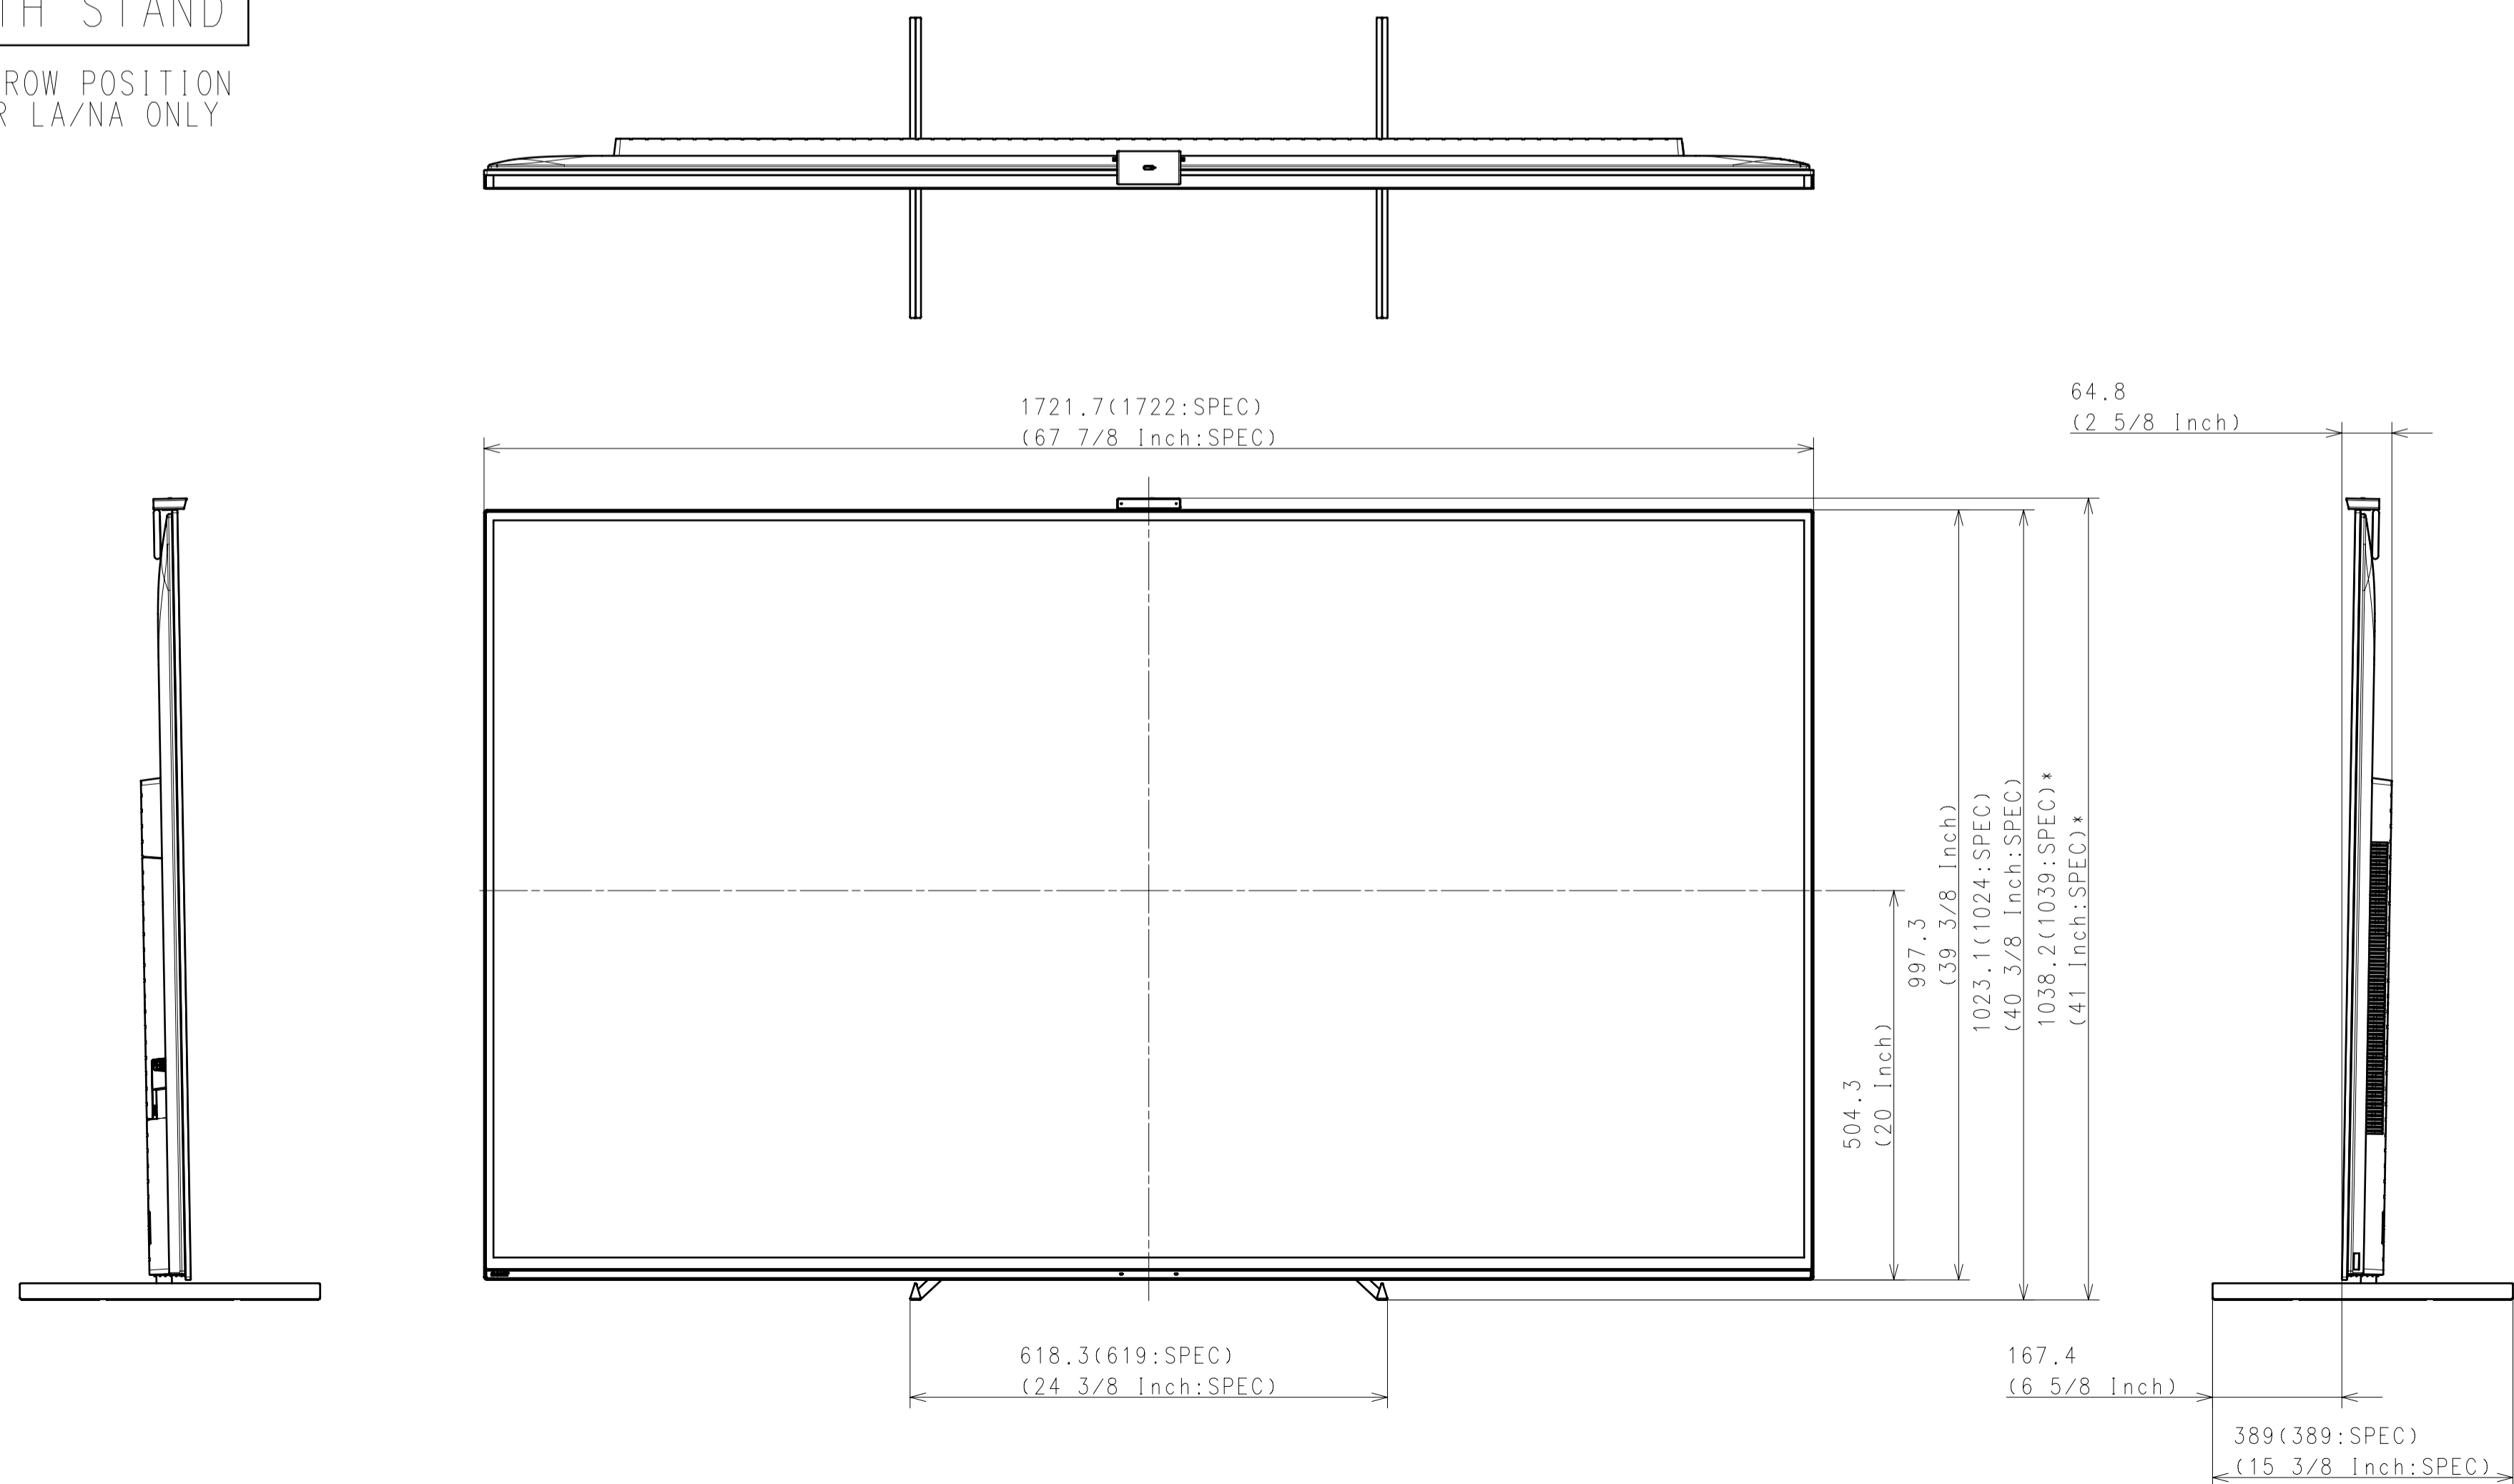 TH STAND
ROW POSITION
R LA/NA ONLY
1721.7(1722:SPEC)
(67 7/8 Inch:SPEC)
64.8
(2 5/8 Inch)
504.3
(20 Inch)
997.3
(39 3/8 Inch)
1023.1(1024:SPEC)
(40 3/8 Inch:SPEC)
1038.2(1039:SPEC)*
(41 Inch:SPEC)*
618.3(619:SPEC)
(24 3/8 Inch:SPEC)
167.4
(6 5/8 Inch)
389(389:SPEC)
(15 3/8 Inch:SPEC)